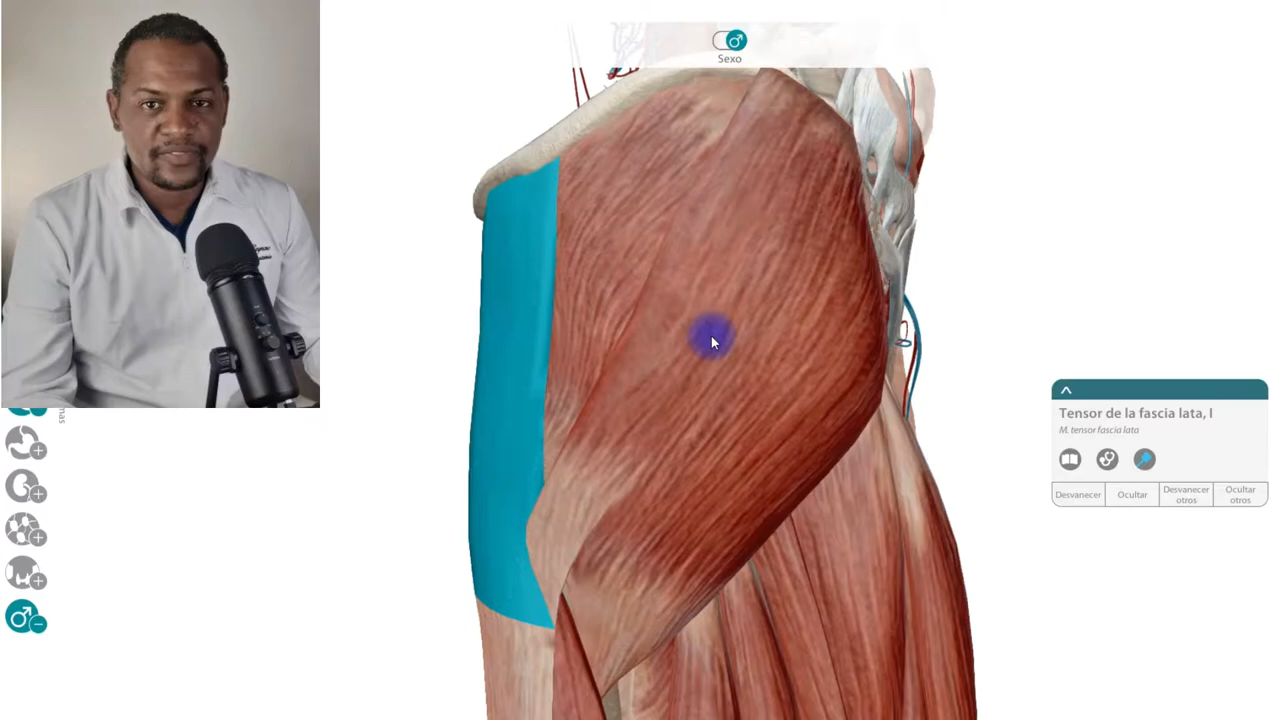 Sexo
Tensor de la fascia lata, I
M. tensor fascia lata
Desvanecer
Ocultar
Desvanecer
otros
Ocultar
otros